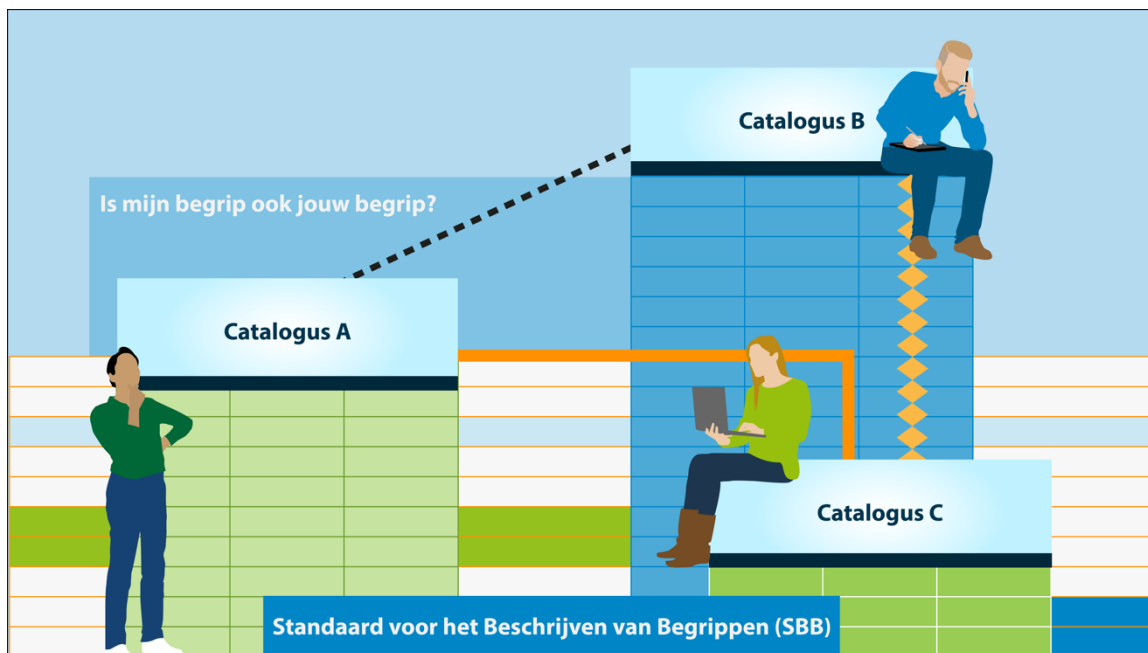 Catalogus B
Is mijn begrip ook jouw begrip?
Catalogus A
Catalogus C
Standaard voor het Beschrijven van Begrippen (SBB)